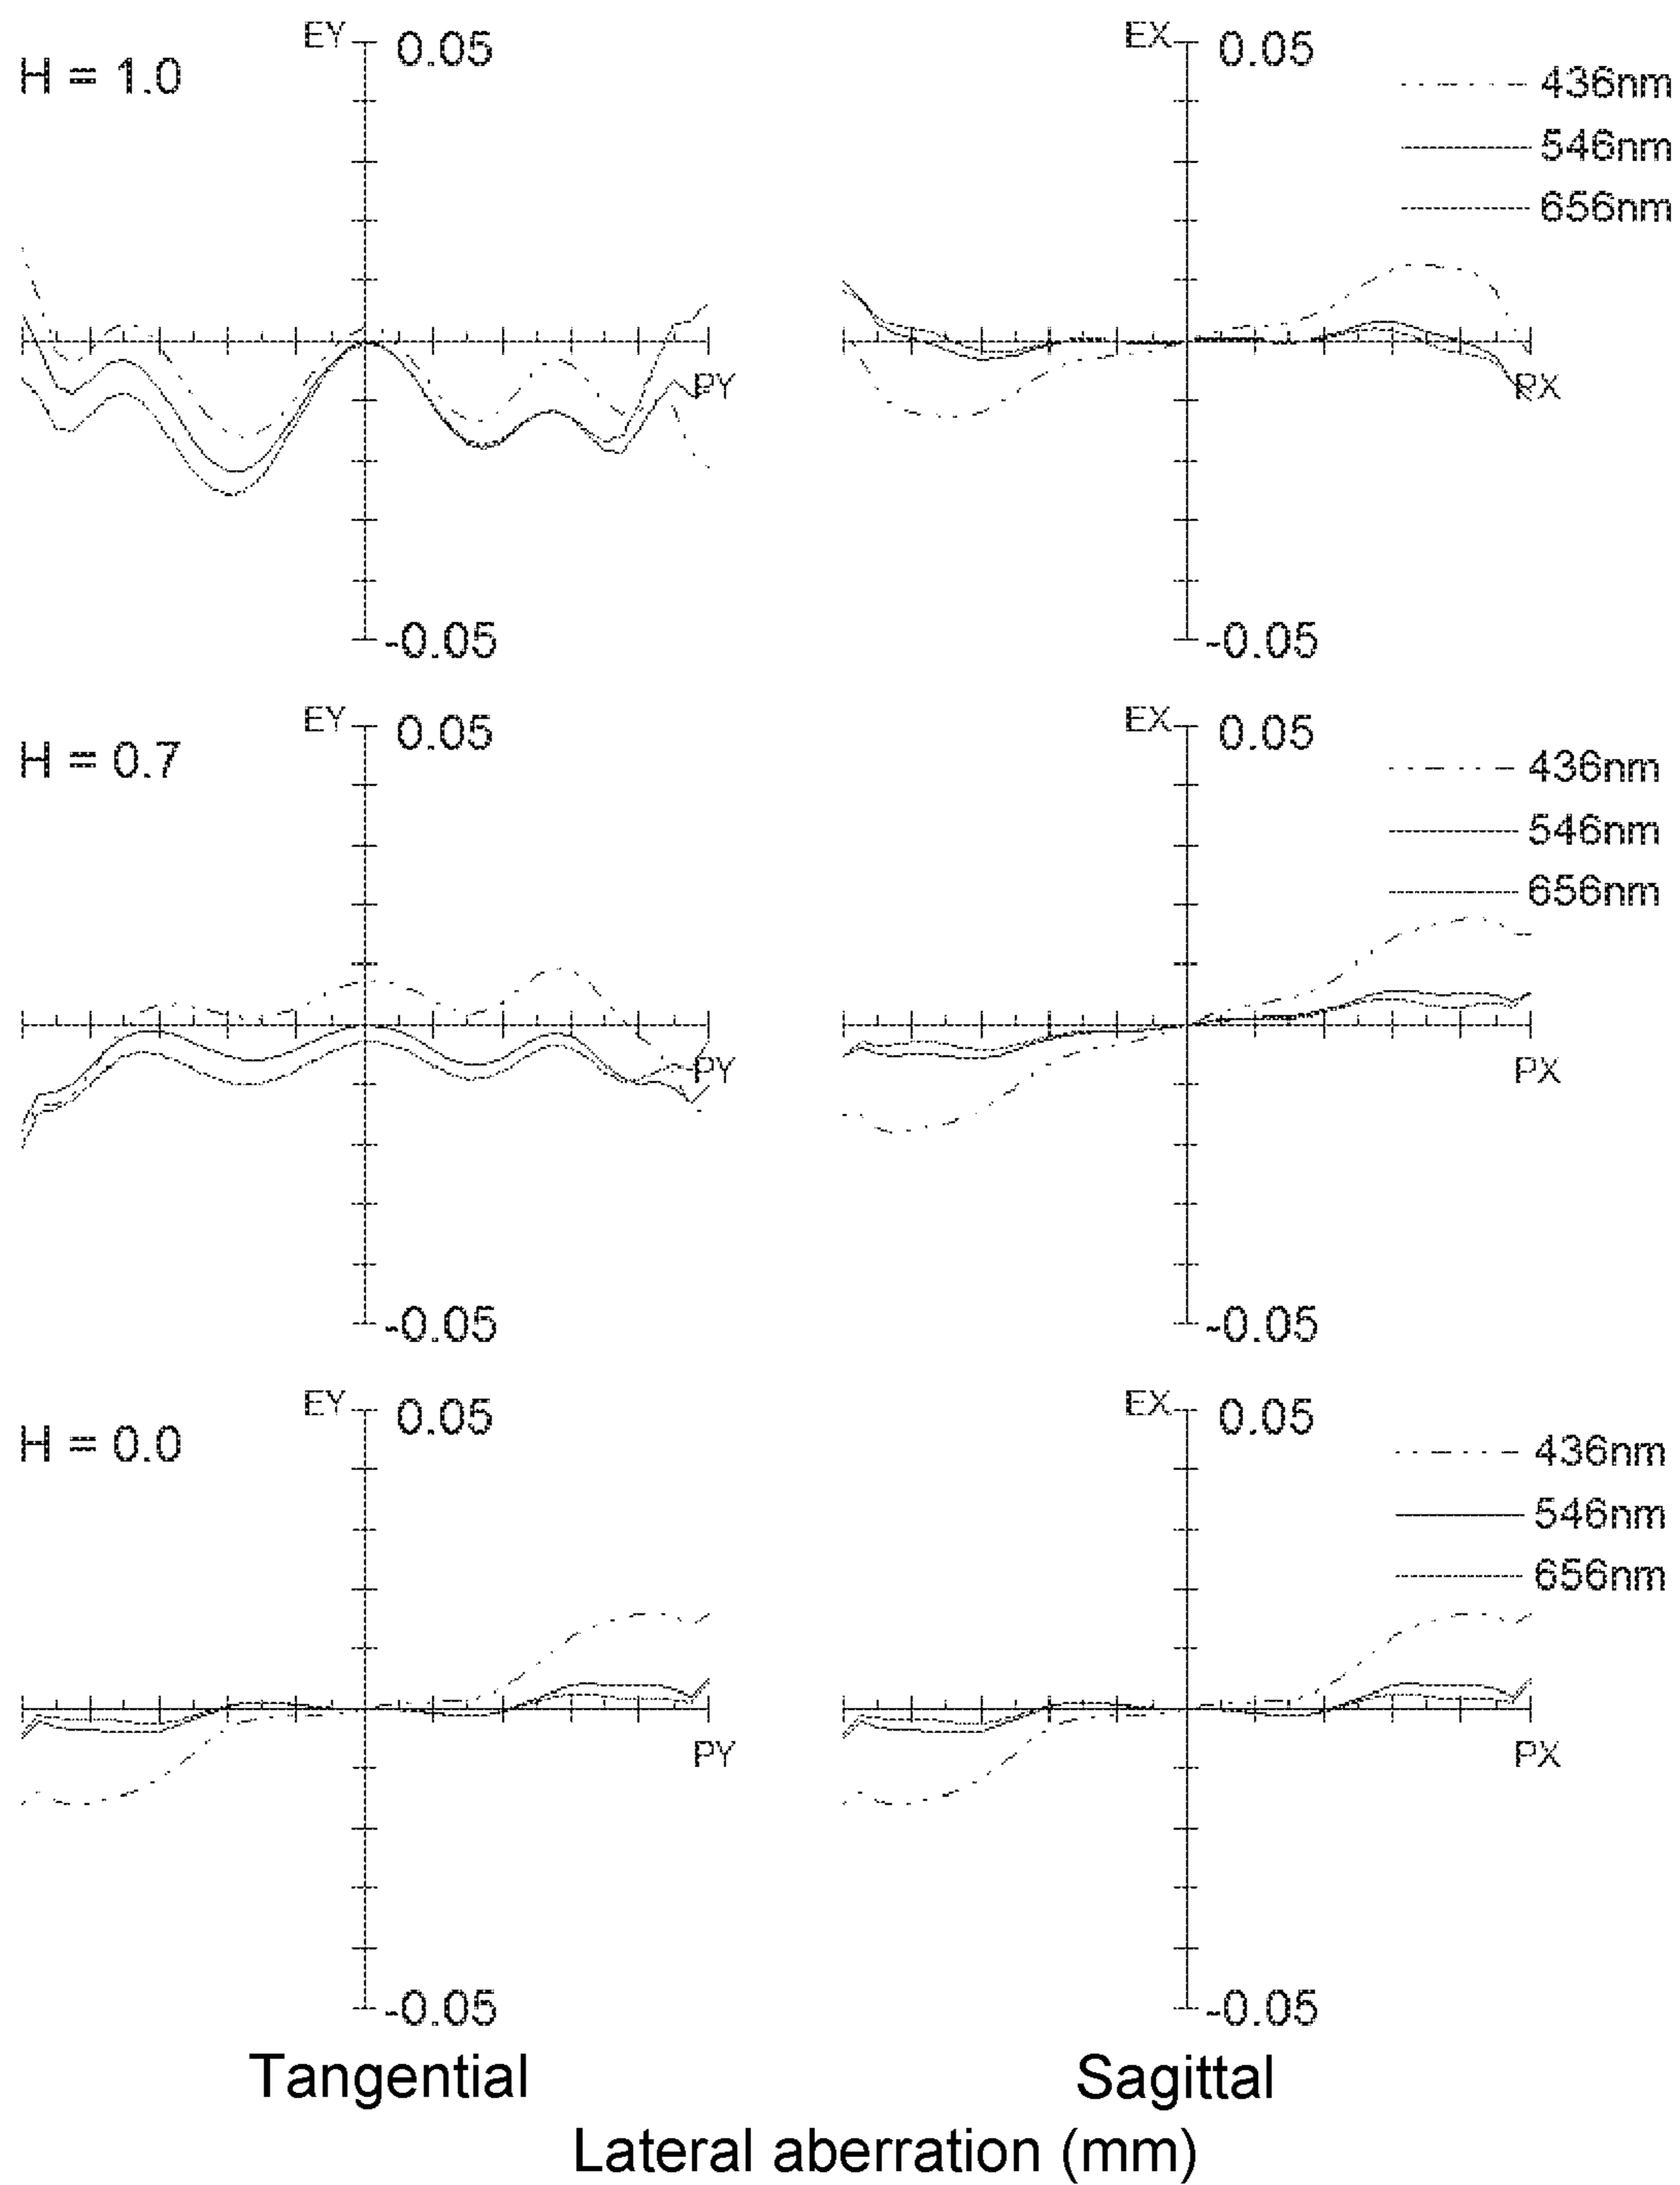 H = 1.0
EY 0.05
EX 0.05
436nm
546nm
656nm
PY
PX
-0.05
-0.05
H = 0.7
EY 0.05
EX 0.05
436nm
546nm
656nm
PY
PX
-0.05
-0.05
H = 0.0
EY 0.05
EX 0.05
436nm
546nm
656nm
PY
PX
-0.05
-0.05
Tangential
Sagittal
Lateral aberration (mm)